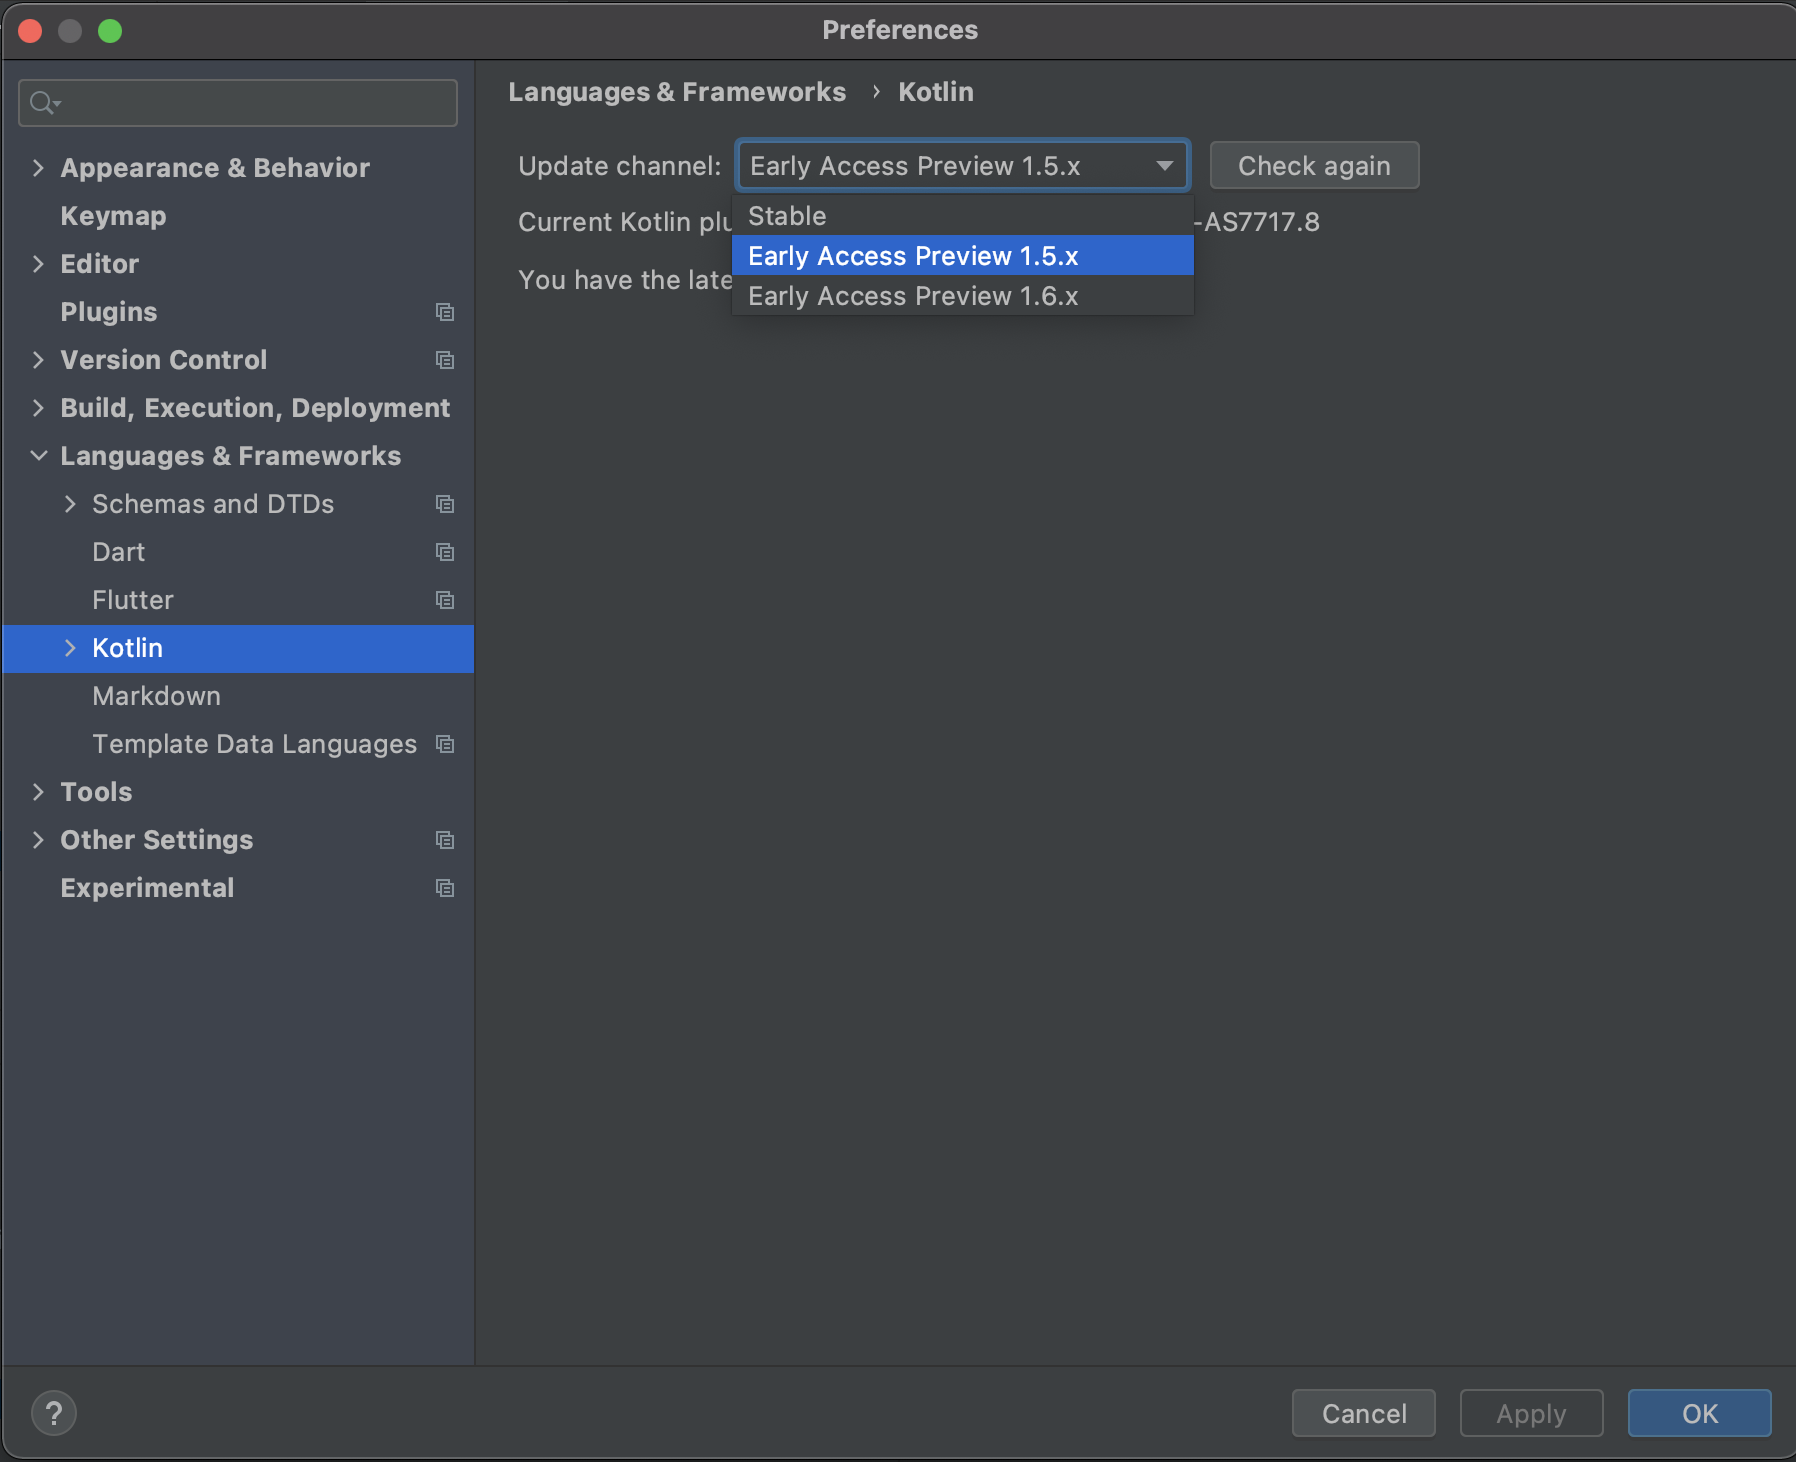 Preferences
Appearance & Behavior
Keymap
Editor
Plugins
Version Control
Build, Execution, Deployment
Languages & Frameworks
Schemas and DTDs
Dart
Flutter
Kotlin
Markdown
Template Data Languages
Tools
Other Settings
Experimental
Languages & Frameworks › Kotlin
Update channel: Early Access Preview 1.5.x Check again
Current Kotlin plu -AS7717.8
You have the late
Stable
Early Access Preview 1.5.x
Early Access Preview 1.6.x
? Cancel Apply OK